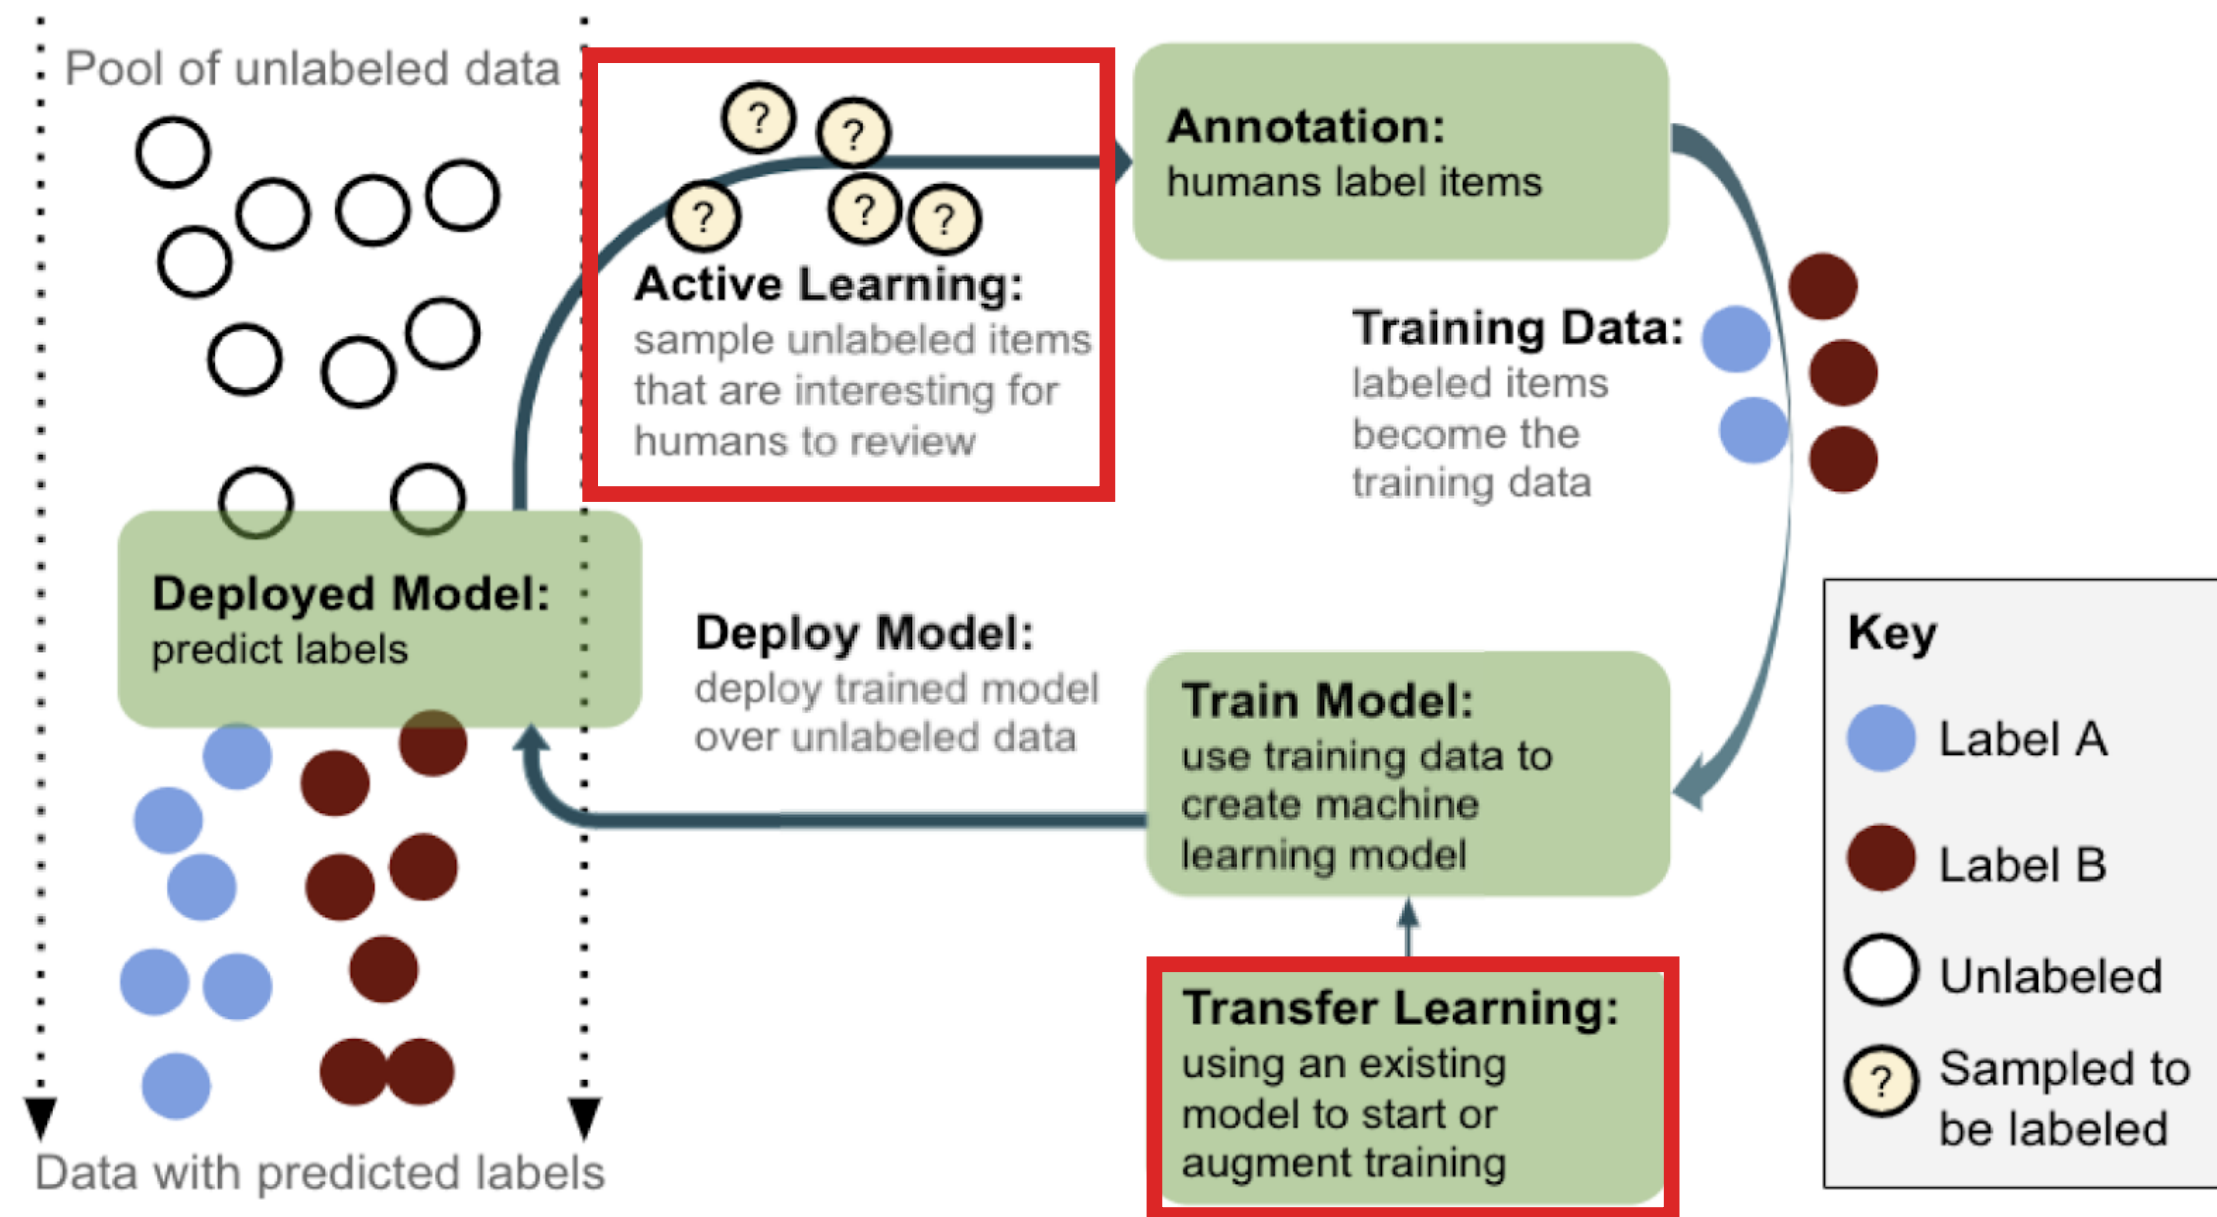 Pool of unlabeled data
?
?
?
?
?
Active Learning:
sample unlabeled items
that are interesting for
humans to review
Annotation:
humans label items
Training Data:
labeled items
become the
training data
Deployed Model:
predict labels
Deploy Model:
deploy trained model
over unlabeled data
Train Model:
use training data to
create machine
learning model
Transfer Learning:
using an existing
model to start or
augment training
Data with predicted labels
Key
Label A
Label B
Unlabeled
?
Sampled to
be labeled